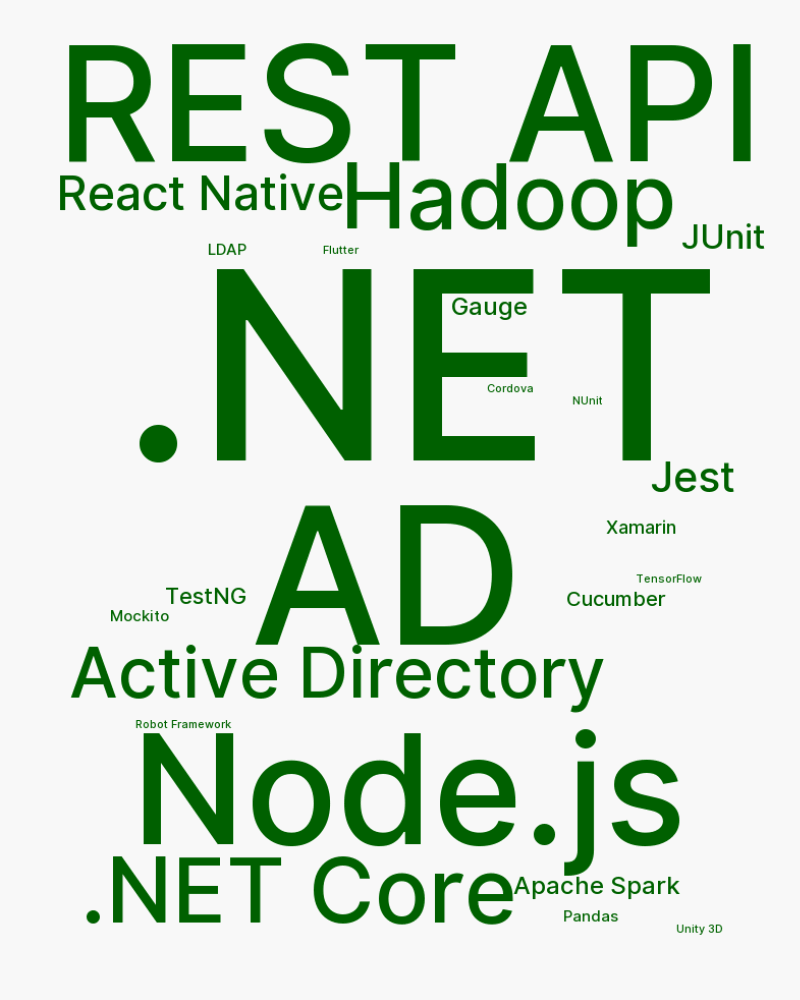 REST API
React Native
Hadoop
JUnit
LDAP
Flutter
.NET
Gauge
Cordova
NUnit
Jest
AD
Xamarin
TensorFlow
TestNG
Cucumber
Mockito
Active Directory
Robot Framework
Node.js
.NET Core
Apache Spark
Pandas
Unity 3D